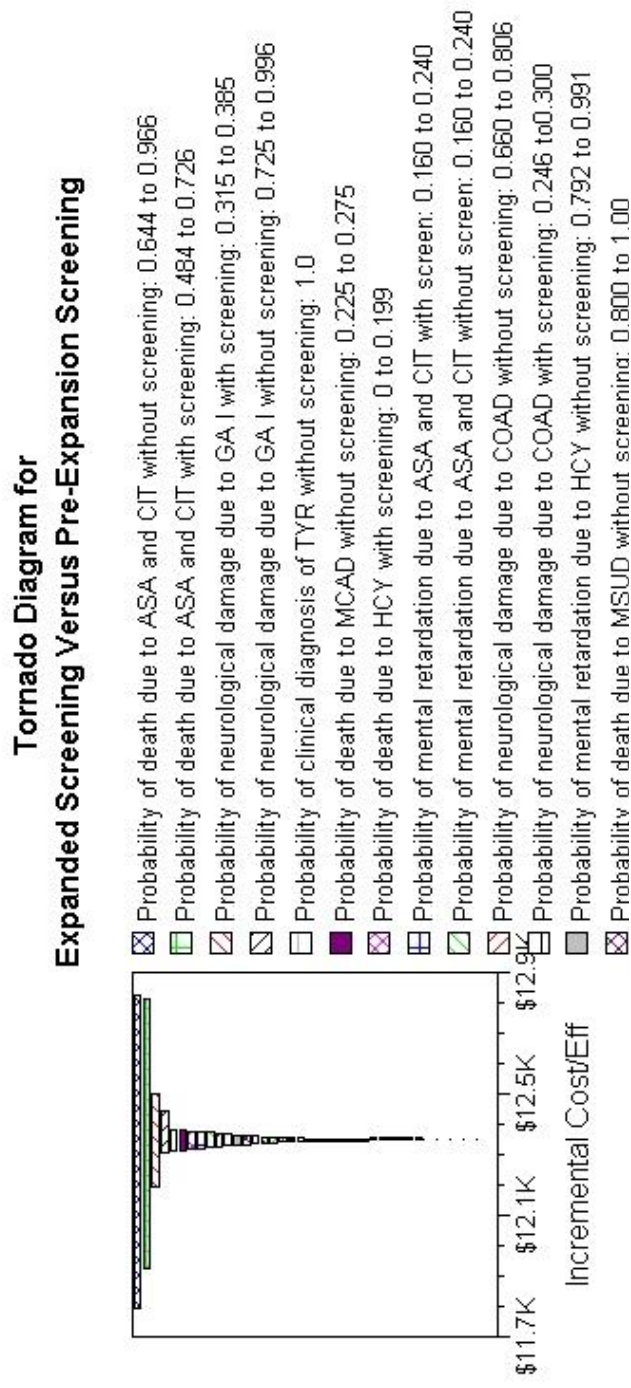 Tornado Diagram for
Expanded Screening Versus Pre-Expansion Screening
Probability of death due to ASA and CIT without screening: 0.644 to 0.966
Probability of death due to ASA and CIT with screening: 0.484 to 0.726
Probability of neurological damage due to GA I with screening: 0.315 to 0.385
Probability of neurological damage due to GA I without screening: 0.725 to 0.996
Probability of clinical diagnosis of TYR without screening: 1.0
Probability of death due to MCAD without screening: 0.225 to 0.275
Probability of death due to HCY with screening: 0 to 0.199
Probability of mental retardation due to ASA and CIT with screen: 0.160 to 0.240
Probability of mental retardation due to ASA and CIT without screen: 0.160 to 0.240
Probability of neurological damage due to COAD without screening: 0.660 to 0.806
Probability of neurological damage due to COAD with screening: 0.246 to0.300
Probability of mental retardation due to HCY without screening: 0.792 to 0.991
Probability of death due to MSUD without screening: 0.800 to 1.00
$11.7K $12.1K $12.5K $12.9K
Incremental Cost/Eff